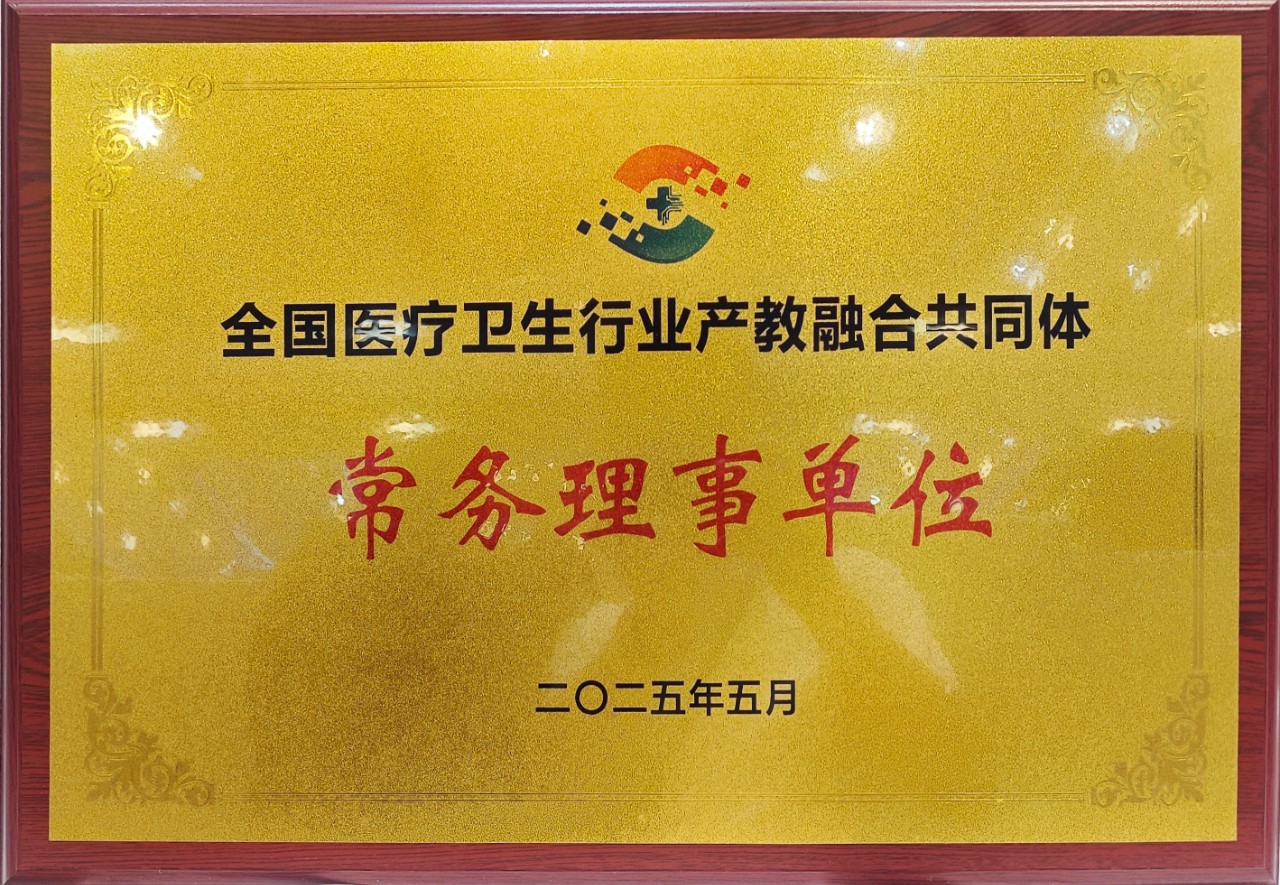 全国医疗卫生行业产教融合共同体
常务理事单位
二〇二五年五月